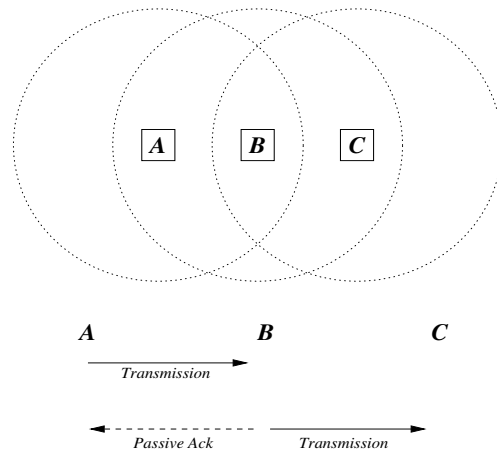 A B C
A B C
Transmission
Passive Ack Transmission